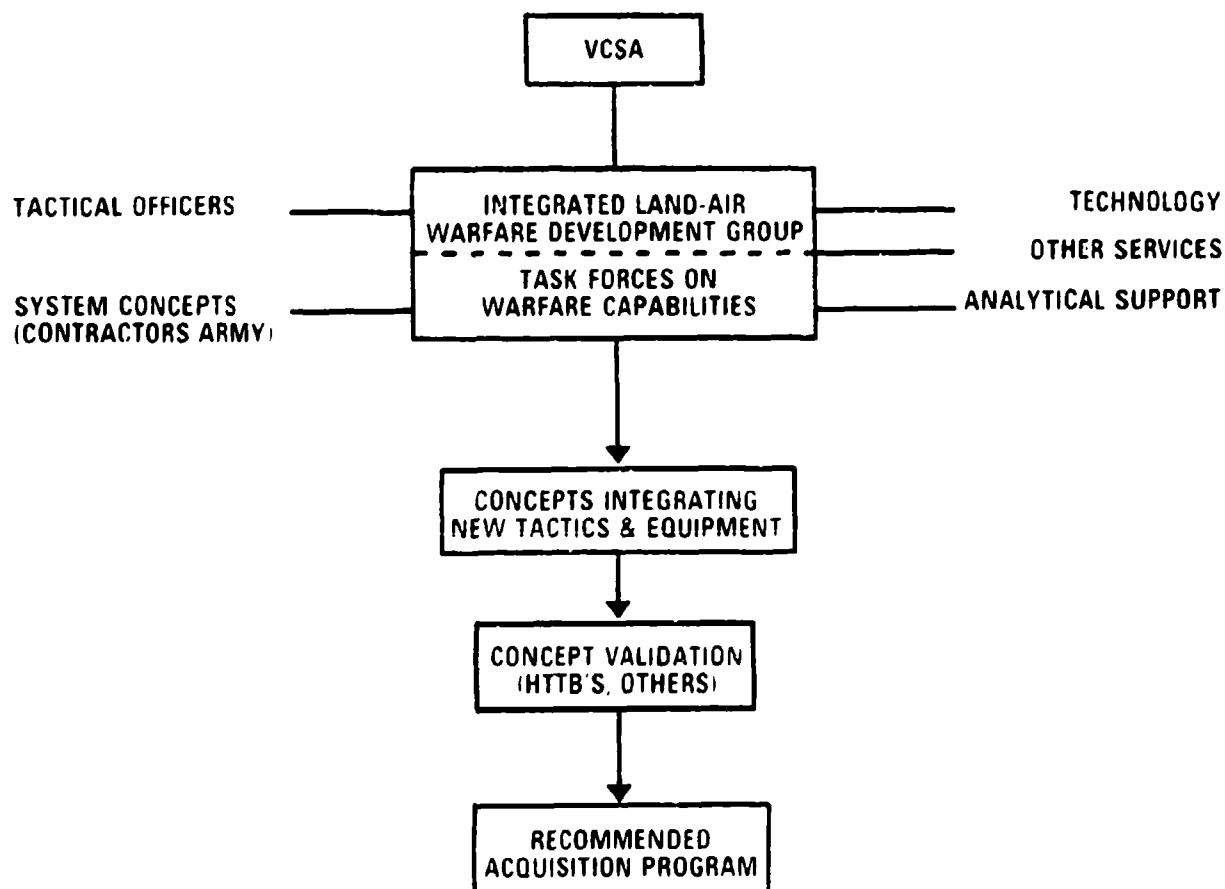 VCSA
TACTICAL OFFICERS
INTEGRATED LAND-AIR
WARFARE DEVELOPMENT GROUP
TECHNOLOGY
OTHER SERVICES
SYSTEM CONCEPTS
(CONTRACTORS ARMY)
TASK FORCES ON
WARFARE CAPABILITIES
ANALYTICAL SUPPORT
CONCEPTS INTEGRATING
NEW TACTICS & EQUIPMENT
CONCEPT VALIDATION
(HTTB'S, OTHERS)
RECOMMENDED
ACQUISITION PROGRAM